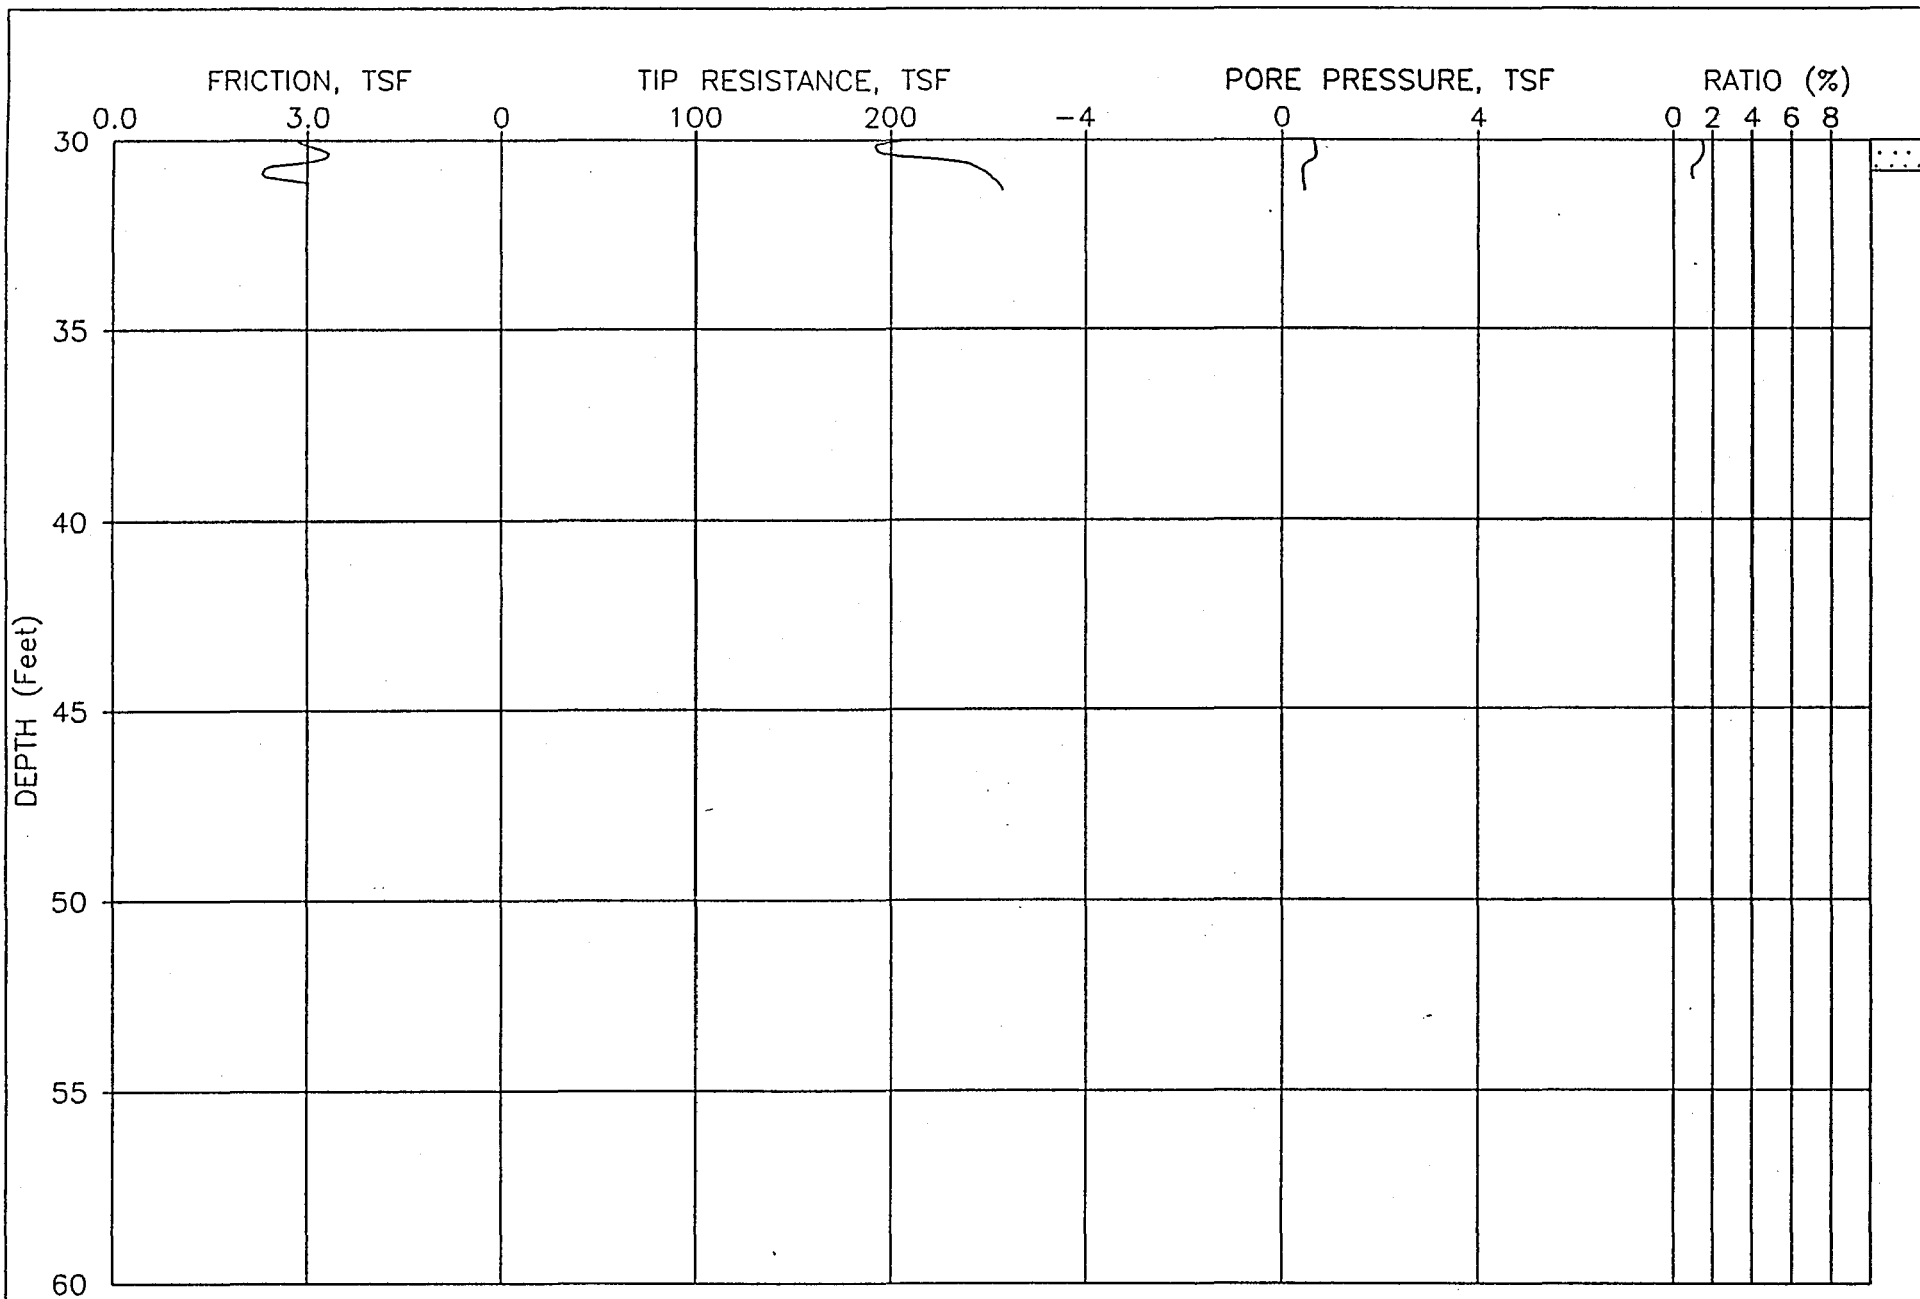 FRICTION, TSF TIP RESISTANCE, TSF PORE PRESSURE, TSF RATIO (%)
0.0 3.0 0 100 200 -4 0 4 0 2 4 6 8
30
35
40
45
DEPTH (Feet)
50
55
60